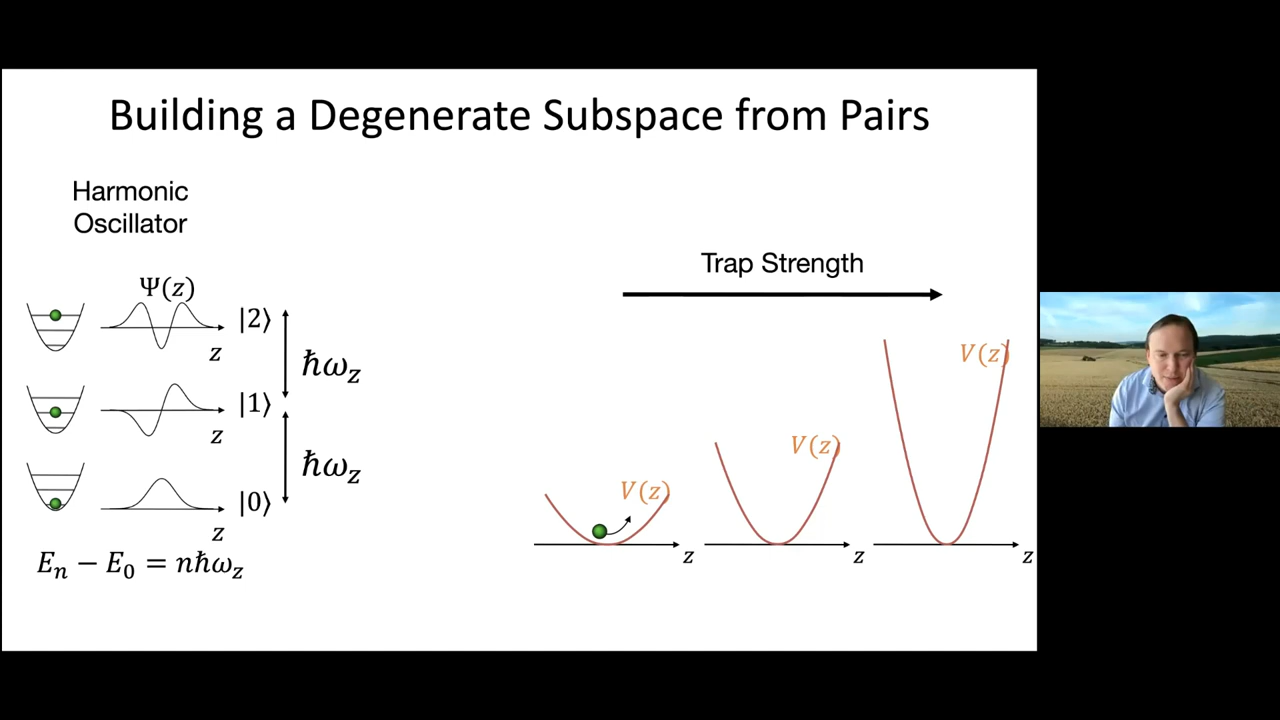 Building a Degenerate Subspace from Pairs
Harmonic
Oscillator
Ψ(z)
|2⟩
z
ħω_z
|1⟩
z
ħω_z
|0⟩
z
E_n − E_0 = nħω_z
Trap Strength
V(z)
z
V(z)
z
V(z)
z